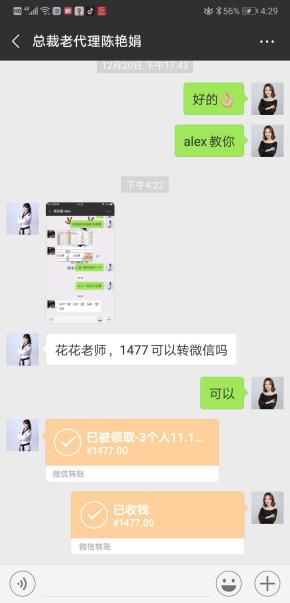 HD 4G 56% 4:29
总裁老代理陈艳娟
12月20日 下午17:43
好的
alex 教你
下午4:22
花花老师，1477 可以转微信吗
可以
已被领取-3个人11.1...
¥1477.00
微信转账
已收钱
¥1477.00
微信转账